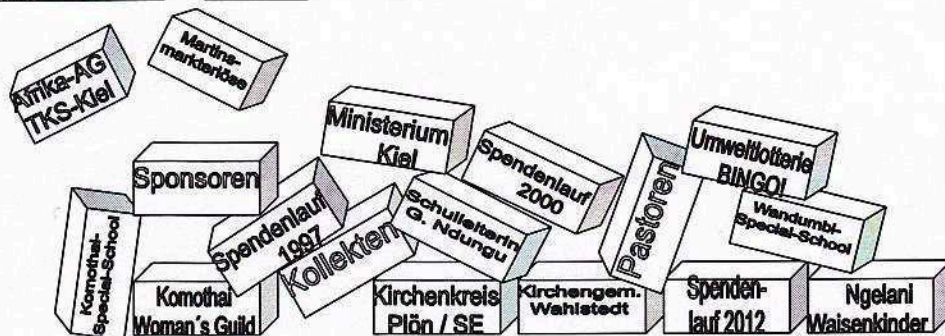 Afrika-AG
TKS-Kiel
Martins-
markterlöse
Ministerium
Kiel
Spendenlauf
2000
Umweltlotterie
BINGO!
Sponsoren
Pastoren
Wandumbi-
Special-School
Spendenlauf
1997
Kollekten
Schulleiterin
G. Ndungu
Komothai-
Special-School
Komothai
Woman´s Guild
Kirchenkreis
Plön / SE
Kirchengem.
Wahlstedt
Spenden-
lauf 2012
Ngelani
Waisenkinder